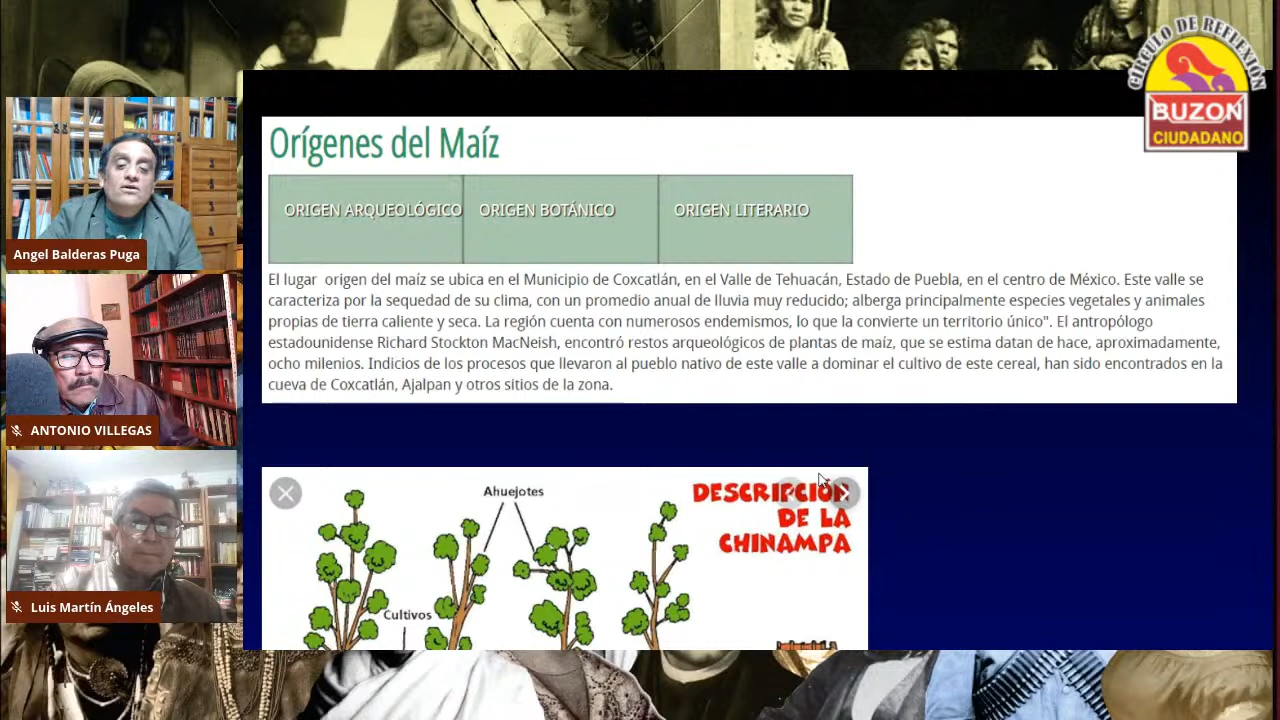 CÍRCULO DE REFLEXIÓN
BUZON
CIUDADANO
Angel Balderas Puga
ANTONIO VILLEGAS
Luis Martín Ángeles
Orígenes del Maíz
ORIGEN ARQUEOLÓGICO
ORIGEN BOTÁNICO
ORIGEN LITERARIO
El lugar origen del maíz se ubica en el Municipio de Coxcatlán, en el Valle de Tehuacán, Estado de Puebla, en el centro de México. Este valle se
caracteriza por la sequedad de su clima, con un promedio anual de lluvia muy reducido; alberga principalmente especies vegetales y animales
propias de tierra caliente y seca. La región cuenta con numerosos endemismos, lo que la convierte un territorio único". El antropólogo
estadounidense Richard Stockton MacNeish, encontró restos arqueológicos de plantas de maíz, que se estima datan de hace, aproximadamente,
ocho milenios. Indicios de los procesos que llevaron al pueblo nativo de este valle a dominar el cultivo de este cereal, han sido encontrados en la
cueva de Coxcatlán, Ajalpan y otros sitios de la zona.
Ahuejotes
DESCRIPCIÓN
DE LA
CHINAMPA
Cultivos